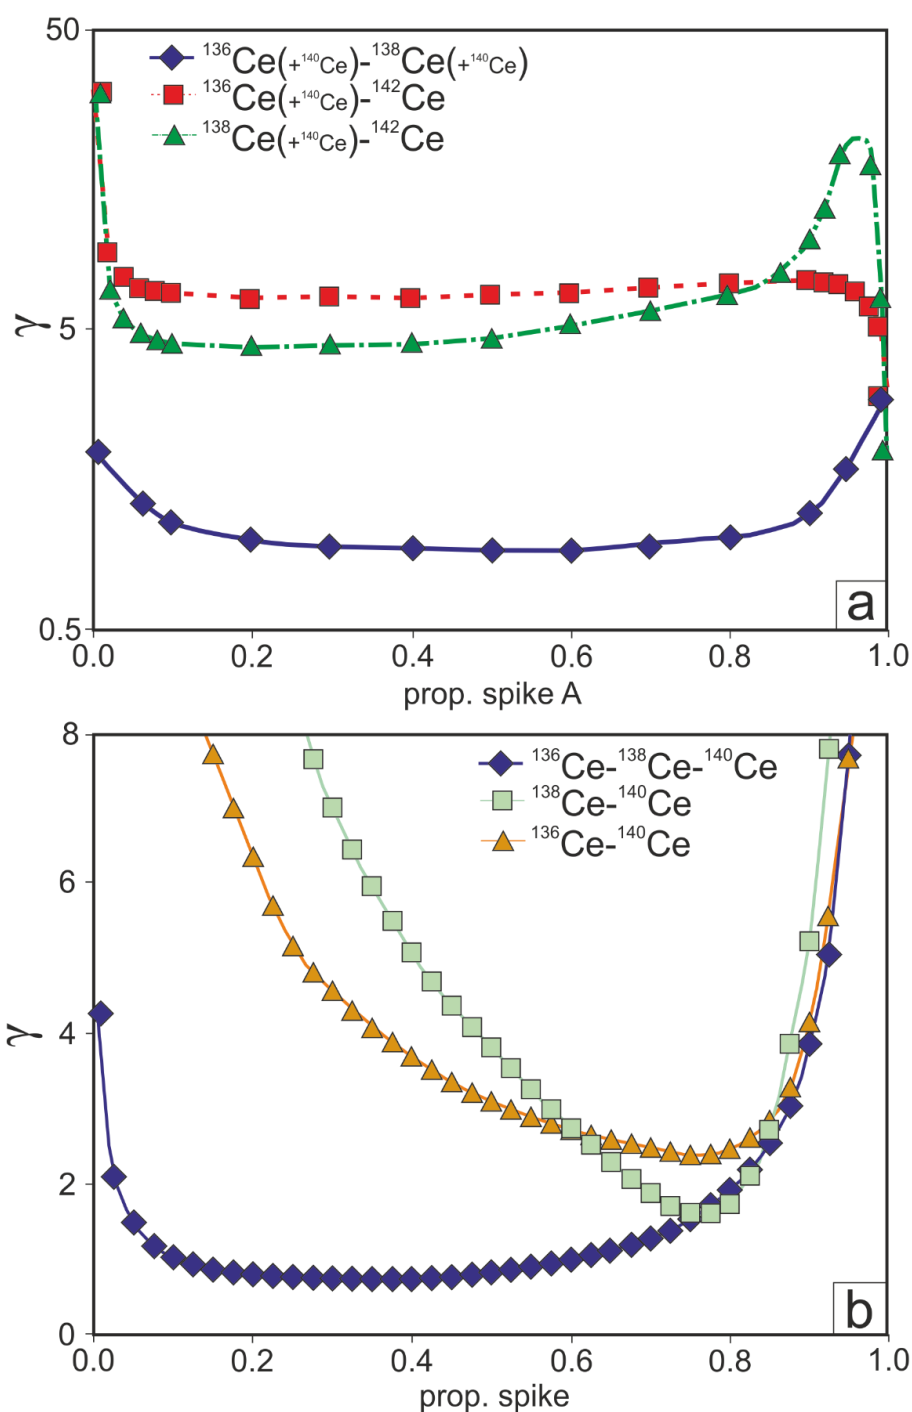 50
¹³⁶Ce(+¹⁴⁰Ce)-¹³⁸Ce(+¹⁴⁰Ce)
¹³⁶Ce(+¹⁴⁰Ce)-¹⁴²Ce
¹³⁸Ce(+¹⁴⁰Ce)-¹⁴²Ce
γ
5
0.5
a
0.0 0.2 0.4 0.6 0.8 1.0
prop. spike A
8
¹³⁶Ce-¹³⁸Ce-¹⁴⁰Ce
¹³⁸Ce-¹⁴⁰Ce
¹³⁶Ce-¹⁴⁰Ce
6
γ
4
2
0
b
0.0 0.2 0.4 0.6 0.8 1.0
prop. spike